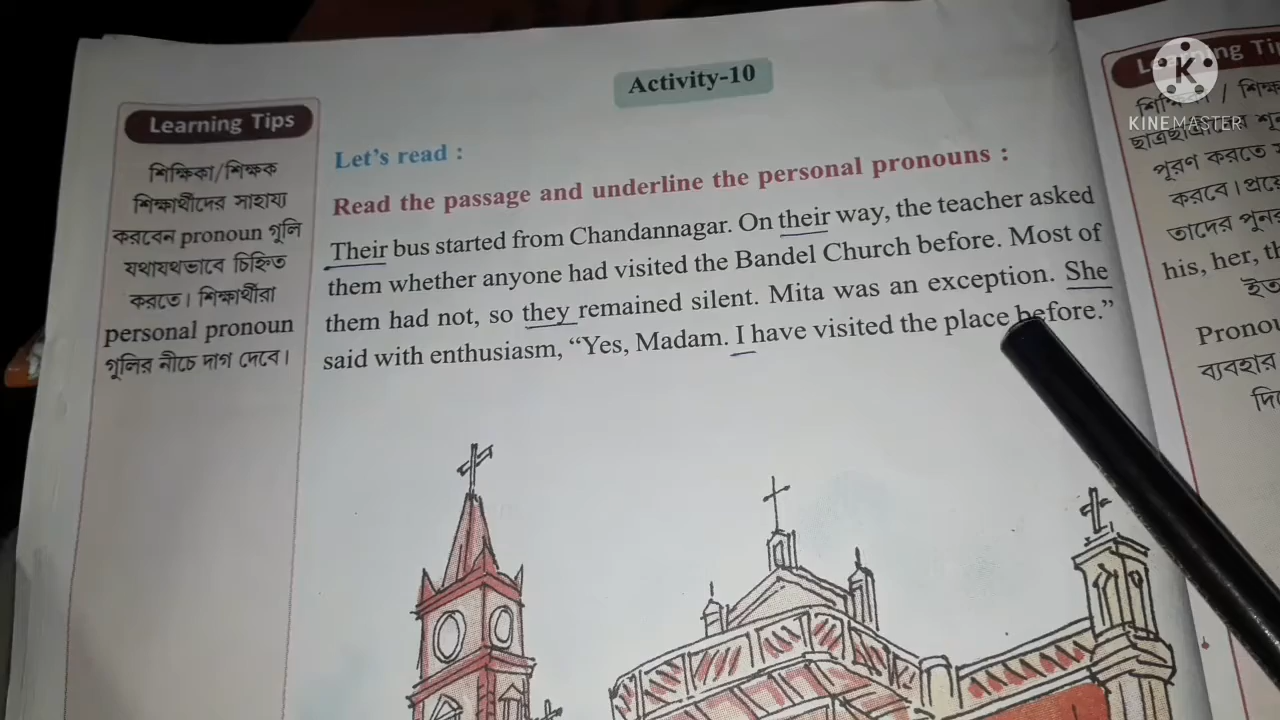 Activity-10
Learning Tips
শিক্ষিকা/শিক্ষক
শিক্ষার্থীদের সাহায্য
করবেন pronoun গুলি
যথাযথভাবে চিহ্নিত
করতে। শিক্ষার্থীরা
personal pronoun
গুলির নীচে দাগ দেবে।
Let's read :
Read the passage and underline the personal pronouns :
Their bus started from Chandannagar. On their way, the teacher asked
them whether anyone had visited the Bandel Church before. Most of
them had not, so they remained silent. Mita was an exception. She
said with enthusiasm, “Yes, Madam. I have visited the place before.”
K
KINEMASTER
শিক্ষিকা / শিক্ষ
পূরণ করতে
করবে। প্রয়ে
তাদের পুনর
his, her, th
Pronou
ব্যবহার